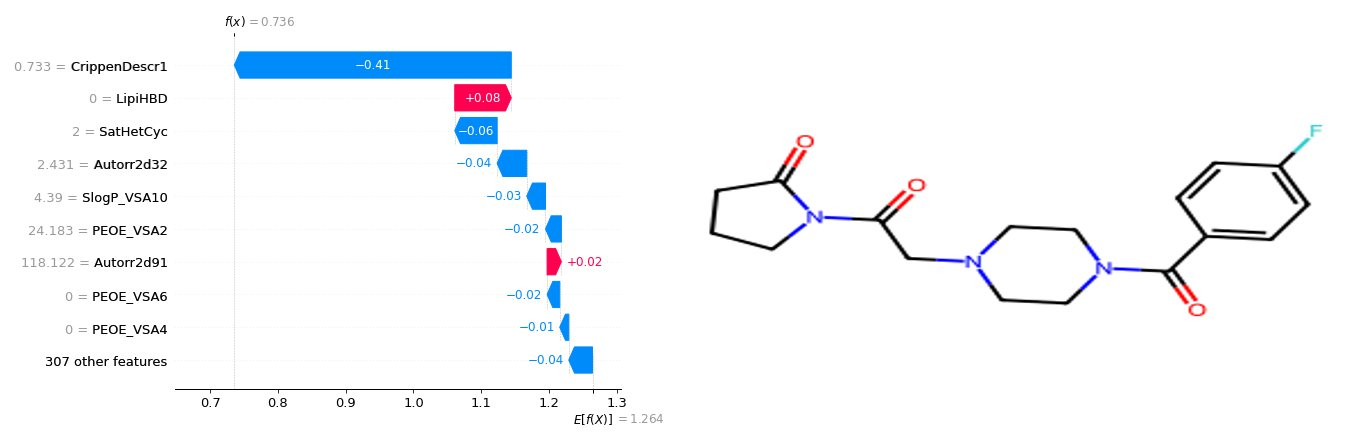 f(x) = 0.736
0.733 = CrippenDescr1
−0.41
0 = LipiHBD
+0.08
2 = SatHetCyc
−0.06
2.431 = Autorr2d32
−0.04
4.39 = SlogP_VSA10
−0.03
24.183 = PEOE_VSA2
−0.02
118.122 = Autorr2d91
+0.02
0 = PEOE_VSA6
−0.02
0 = PEOE_VSA4
−0.01
307 other features
−0.04
0.7 0.8 0.9 1.0 1.1 1.2 1.3
E[f(X)] = 1.264
F
O
O
N
N
N
O